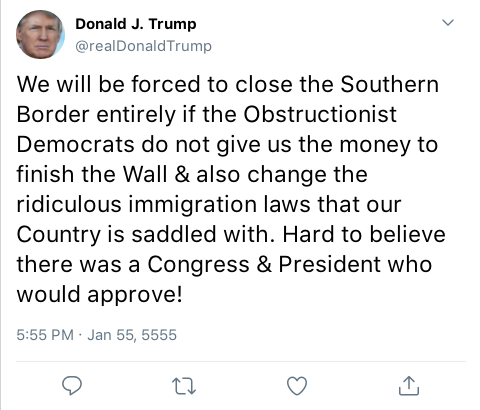 Donald J. Trump
@realDonaldTrump
We will be forced to close the Southern
Border entirely if the Obstructionist
Democrats do not give us the money to
finish the Wall & also change the
ridiculous immigration laws that our
Country is saddled with. Hard to believe
there was a Congress & President who
would approve!
5:55 PM · Jan 55, 5555